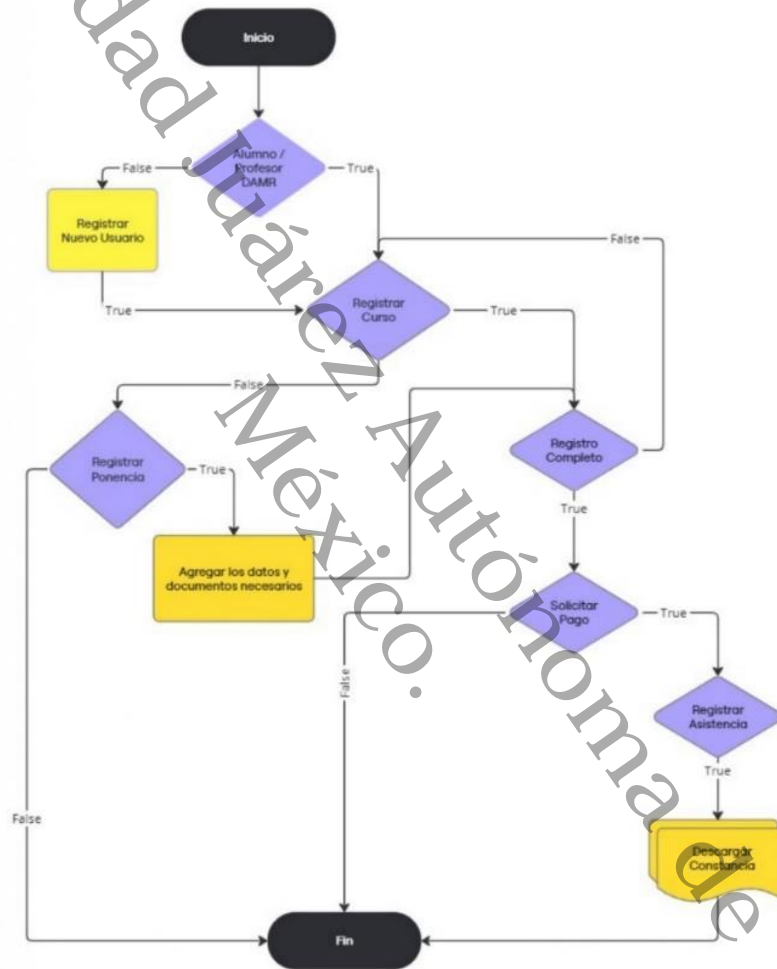 Inicio
Alumno /
Profesor
DAMR
False
True
Registrar
Nuevo Usuario
False
True
Registrar
Curso
True
False
Registrar
Ponencia
True
Registro
Completo
True
Agregar los datos y
documentos necesarios
Solicitar
Pago
True
False
Registrar
Asistencia
True
False
Descargar
Constancia
Fin
dad Juárez Autónoma de
México.